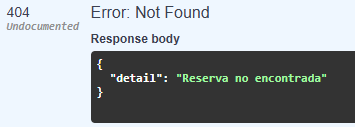 404
Error: Not Found
Undocumented
Response body
{
  "detail": "Reserva no encontrada"
}